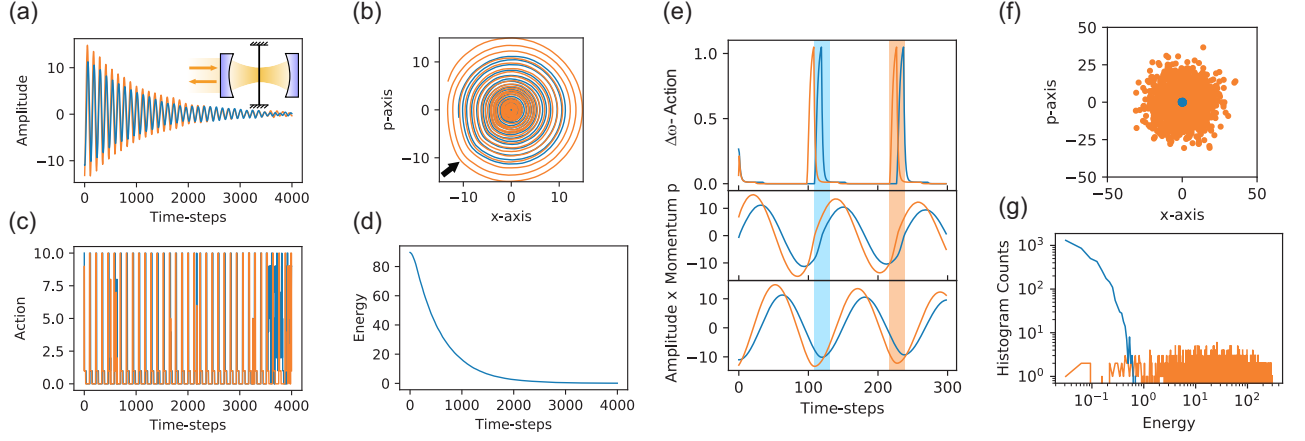 (a)
Amplitude
10
0
−10
0 1000 2000 3000 4000
Time-steps
(b)
p-axis
10
0
−10
−10 0 10
x-axis
(c)
Action
10.0
7.5
5.0
2.5
0.0
0 1000 2000 3000 4000
Time-steps
(d)
Energy
80
60
40
20
0
0 1000 2000 3000 4000
Time-steps
(e)
Δω- Action
1.0
0.5
0.0
Momentum p
10
0
−10
Amplitude x
10
0
−10
0 100 200 300
Time-steps
(f)
p-axis
50
25
0
−25
−50
−50 0 50
x-axis
(g)
Histogram Counts
10³
10²
10¹
10⁰
10⁻¹ 10⁰ 10¹ 10²
Energy